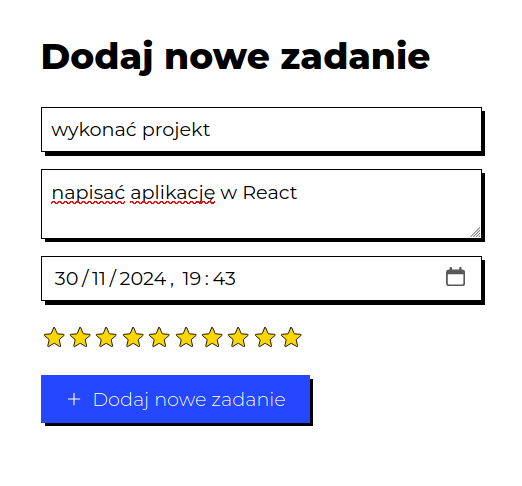 Dodaj nowe zadanie
wykonać projekt
napisać aplikację w React
30/11/2024, 19:43
+ Dodaj nowe zadanie